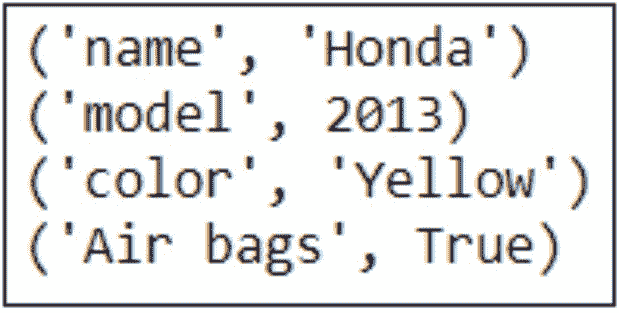 ('name', 'Honda')
('model', 2013)
('color', 'Yellow')
('Air bags', True)